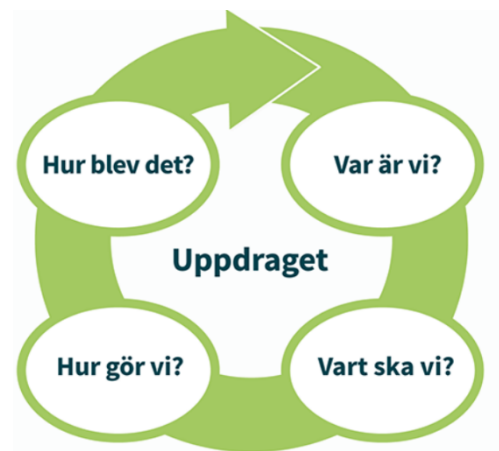 Hur blev det?
Var är vi?
Uppdraget
Hur gör vi?
Vart ska vi?